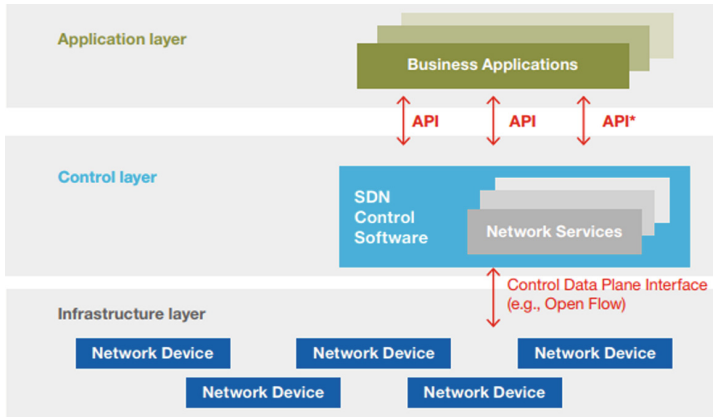 Application layer
Business Applications
API
API
API*
Control layer
SDN
Control
Software
Network Services
Control Data Plane Interface
(e.g., Open Flow)
Infrastructure layer
Network Device
Network Device
Network Device
Network Device
Network Device